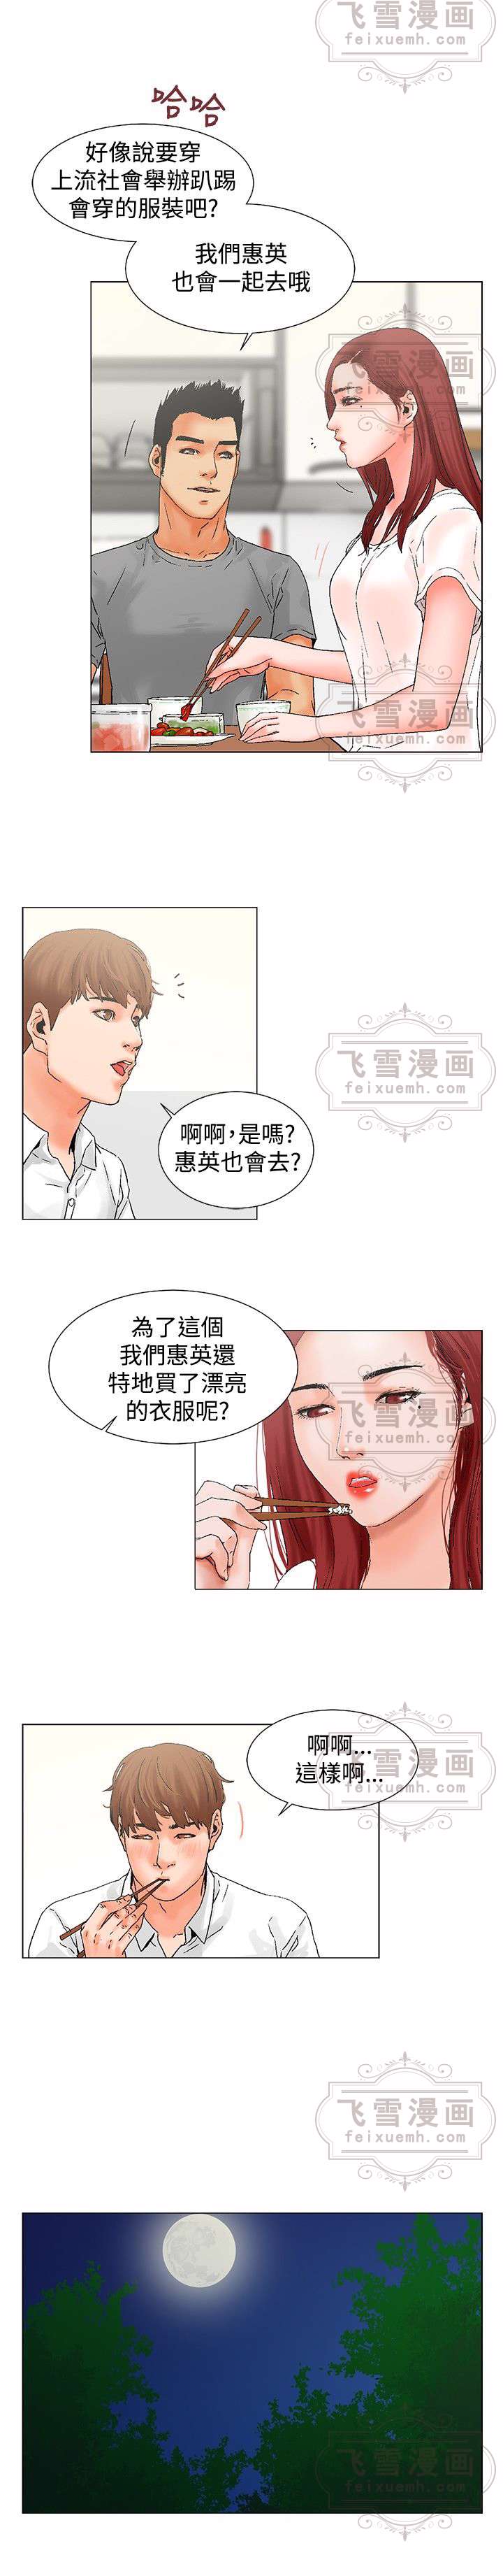 飞雪漫画
feixuemh.com
哈哈
好像說要穿
上流社會舉辦趴踢
會穿的服裝吧?
我們惠英
也會一起去哦
飞雪漫画
feixuemh.com
飞雪漫画
feixuemh.com
飞雪漫画
feixuemh.com
啊啊,是嗎?
惠英也會去?
為了這個
我們惠英還
特地買了漂亮
的衣服呢?
飞雪漫画
feixuemh.com
啊啊...
這樣啊...
飞雪漫画
feixuemh.com
飞雪漫画
feixuemh.com
飞雪漫画
feixuemh.com